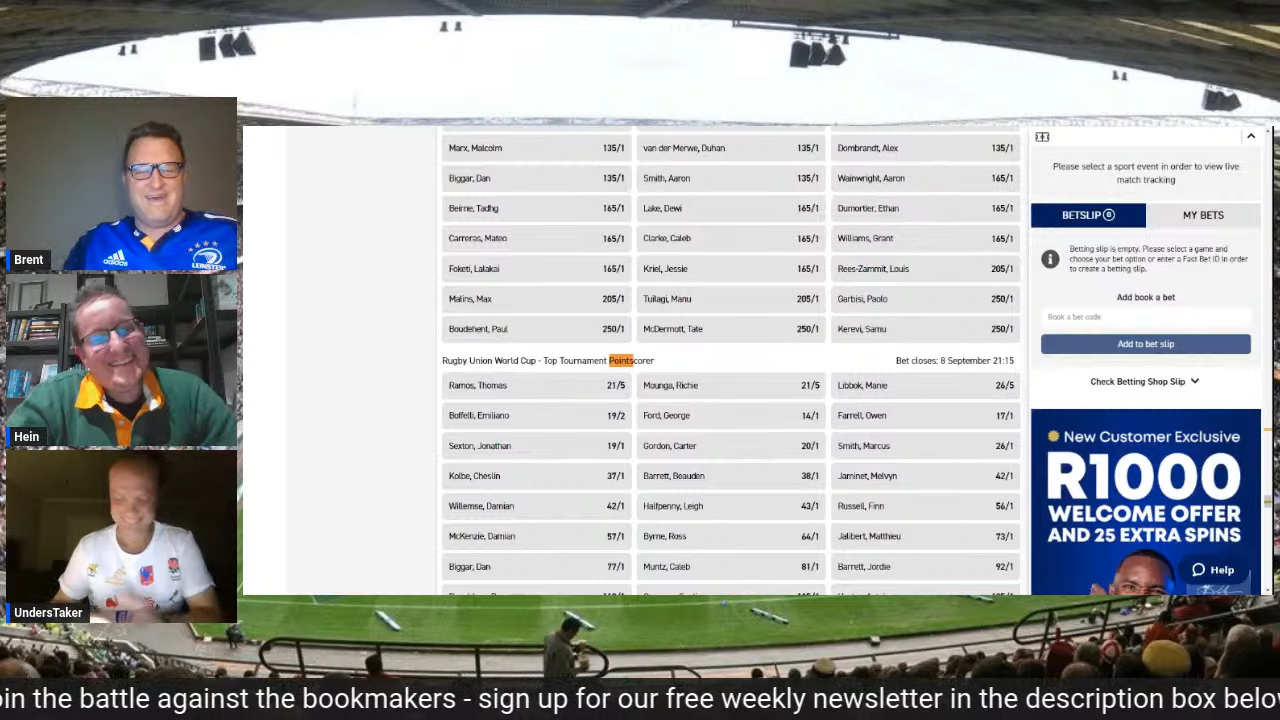 Brent
adidas
LEINSTER
Hein
UndersTaker
Marx, Malcolm 135/1 van der Merwe, Duhan 135/1 Dombrandt, Alex 135/1
Biggar, Dan 135/1 Smith, Aaron 135/1 Wainwright, Aaron 165/1
Beirne, Tadhg 165/1 Lake, Dewi 165/1 Dumortier, Ethan 165/1
Carreras, Mateo 165/1 Clarke, Caleb 165/1 Williams, Grant 165/1
Foketi, Lalakai 165/1 Kriel, Jessie 165/1 Rees-Zammit, Louis 205/1
Malins, Max 205/1 Tuilagi, Manu 205/1 Garbisi, Paolo 250/1
Boudehent, Paul 250/1 McDermott, Tate 250/1 Kerevi, Samu 250/1
Rugby Union World Cup - Top Tournament Pointscorer Bet closes: 8 September 21:15
Ramos, Thomas 21/5 Mounga, Richie 21/5 Libbok, Manie 26/5
Boffelli, Emiliano 19/2 Ford, George 14/1 Farrell, Owen 17/1
Sexton, Jonathan 19/1 Gordon, Carter 20/1 Smith, Marcus 26/1
Kolbe, Cheslin 37/1 Barrett, Beauden 38/1 Jaminet, Melvyn 42/1
Willemse, Damian 42/1 Halfpenny, Leigh 43/1 Russell, Finn 56/1
McKenzie, Damian 57/1 Byrne, Ross 64/1 Jalibert, Matthieu 73/1
Biggar, Dan 77/1 Muntz, Caleb 81/1 Barrett, Jordie 92/1
Please select a sport event in order to view live
match tracking
BETSLIP 0 MY BETS
Betting slip is empty. Please select a game and
choose your bet option or enter a Fast Bet ID in order
to create a betting slip.
Add book a bet
Book a bet code
Add to bet slip
Check Betting Shop Slip
New Customer Exclusive
R1000
WELCOME OFFER
AND 25 EXTRA SPINS
Help
oin the battle against the bookmakers - sign up for our free weekly newsletter in the description box belov